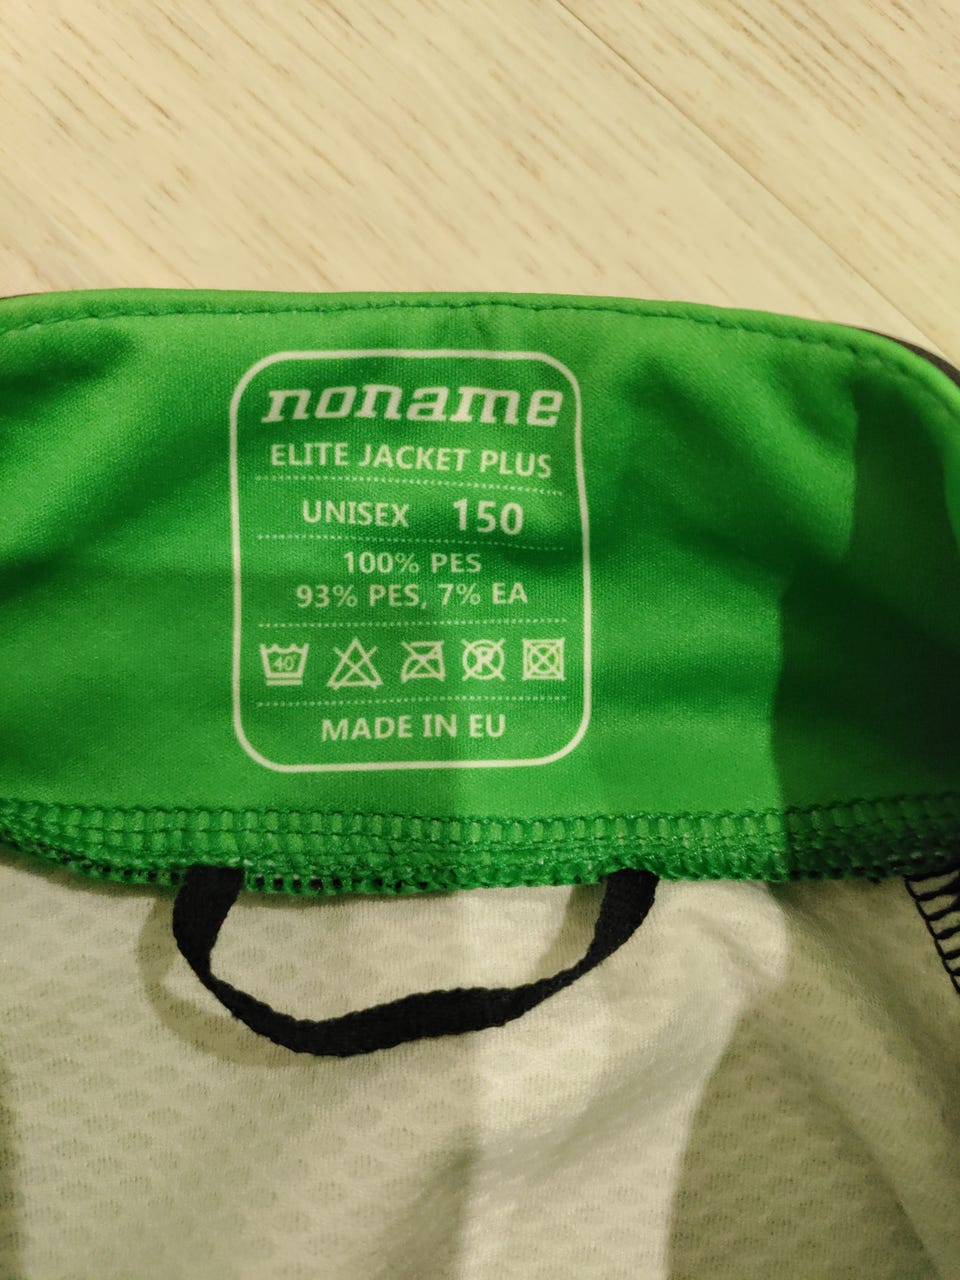 noname
ELITE JACKET PLUS
UNISEX 150
100% PES
93% PES, 7% EA
40° P
MADE IN EU